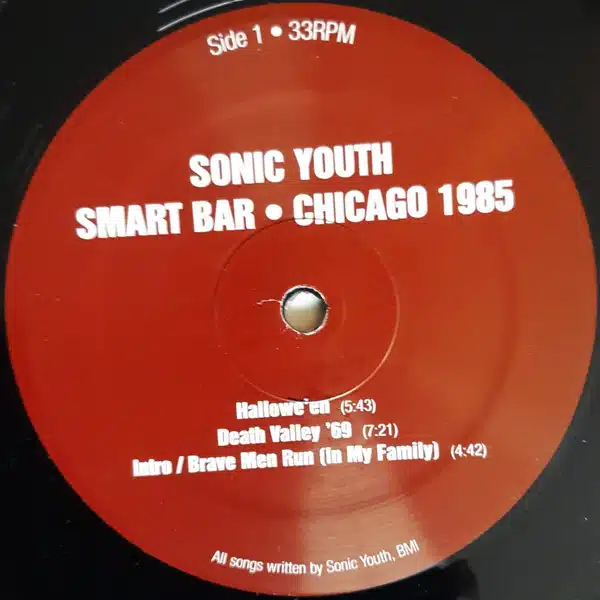 Side 1 • 33RPM
SONIC YOUTH
SMART BAR • CHICAGO 1985
Hallowe'en (5:43)
Death Valley '69 (7:21)
Intro / Brave Men Run (In My Family) (4:42)
All songs written by Sonic Youth, BMI